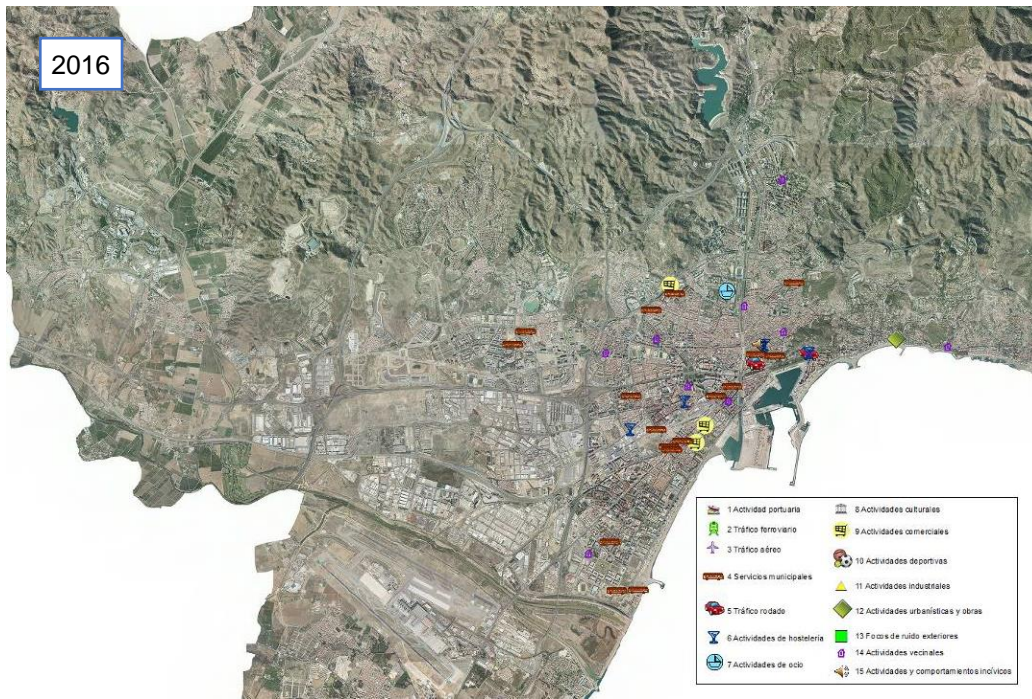 2016
1 Actividad portuaria
2 Tráfico ferroviario
3 Tráfico aéreo
4 Servicios municipales
5 Tráfico rodado
6 Actividades de hostelería
7 Actividades de ocio
8 Actividades culturales
9 Actividades comerciales
10 Actividades deportivas
11 Actividades industriales
12 Actividades urbanísticas y obras
13 Focos de ruido exteriores
14 Actividades vecinales
15 Actividades y comportamientos incívicos